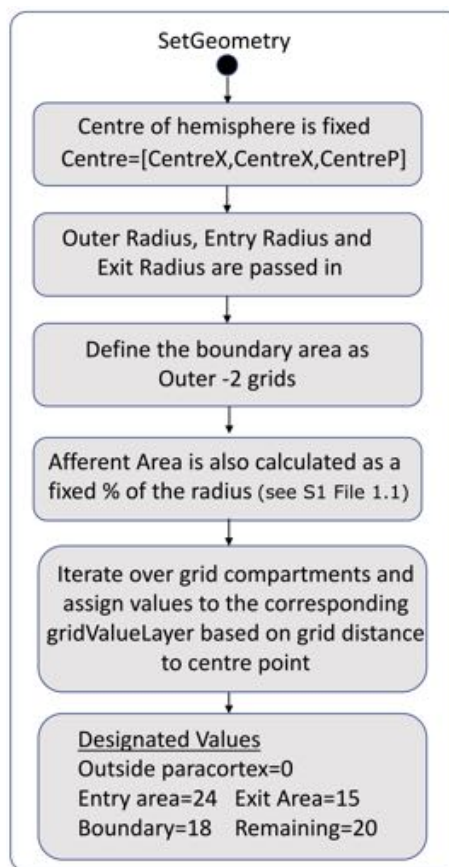 SetGeometry
Centre of hemisphere is fixed
Centre=[CentreX,CentreX,CentreP]
Outer Radius, Entry Radius and
Exit Radius are passed in
Define the boundary area as
Outer -2 grids
Afferent Area is also calculated as a
fixed % of the radius (see S1 File 1.1)
Iterate over grid compartments and
assign values to the corresponding
gridValueLayer based on grid distance
to centre point
Designated Values
Outside paracortex=0
Entry area=24 Exit Area=15
Boundary=18 Remaining=20